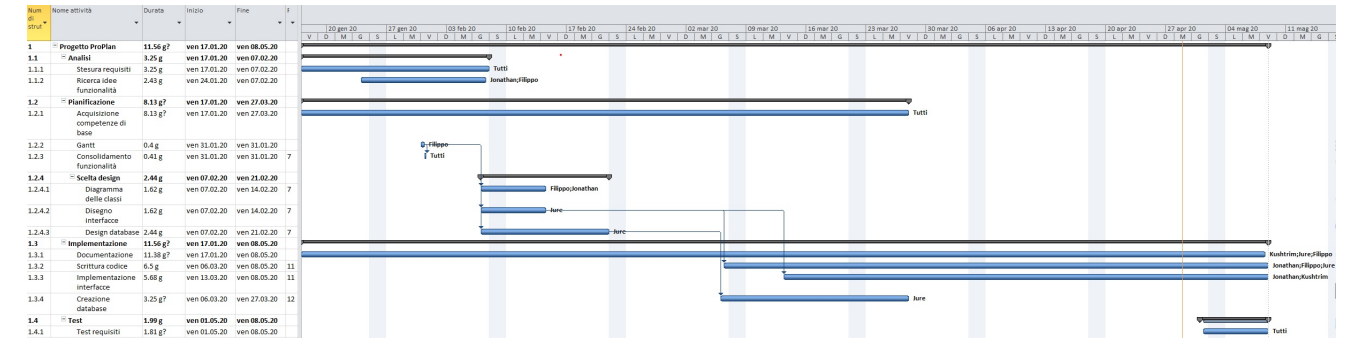 Num Nome attività Durata Inizio Fine F
di
strut
20 gen 20 27 gen 20 03 feb 20 10 feb 20 17 feb 20 24 feb 20 02 mar 20 09 mar 20 16 mar 20 23 mar 20 30 mar 20 06 apr 20 13 apr 20 20 apr 20 27 apr 20 04 mag 20 11 mag 20
V D M G S L M V D M G S L M V D M G S L M V D M G S L M V D M G S L M V D M G S L M V D M G S L M V D M G S L M V D M G S
1 Progetto ProPlan 11.56 g? ven 17.01.20 ven 08.05.20
1.1 Analisi 3.25 g ven 17.01.20 ven 07.02.20
1.1.1 Stesura requisiti 3.25 g ven 17.01.20 ven 07.02.20 Tutti
1.1.2 Ricerca idee 2.43 g ven 24.01.20 ven 07.02.20 Jonathan;Filippo
funzionalità
1.2 Pianificazione 8.13 g? ven 17.01.20 ven 27.03.20
1.2.1 Acquisizione 8.13 g? ven 17.01.20 ven 27.03.20 Tutti
competenze di
base
1.2.2 Gantt 0.4 g ven 31.01.20 ven 31.01.20 Filippo
1.2.3 Consolidamento 0.41 g ven 31.01.20 ven 31.01.20 7 Tutti
funzionalità
1.2.4 Scelta design 2.44 g ven 07.02.20 ven 21.02.20
1.2.4.1 Diagramma 1.62 g ven 07.02.20 ven 14.02.20 7 Filippo;Jonathan
delle classi
1.2.4.2 Disegno 1.62 g ven 07.02.20 ven 14.02.20 7 Jure
interfacce
1.2.4.3 Design database 2.44 g ven 07.02.20 ven 21.02.20 7 Jure
1.3 Implementazione 11.56 g? ven 17.01.20 ven 08.05.20
1.3.1 Documentazione 11.38 g? ven 17.01.20 ven 08.05.20 Kushtrim;Jure;Filippo
1.3.2 Scrittura codice 6.5 g ven 06.03.20 ven 08.05.20 11 Jonathan;Filippo;Jure
1.3.3 Implementazione 5.68 g ven 13.03.20 ven 08.05.20 11 Jonathan;Kushtrim
interfacce
1.3.4 Creazione 3.25 g? ven 06.03.20 ven 27.03.20 12 Jure
database
1.4 Test 1.99 g ven 01.05.20 ven 08.05.20
1.4.1 Test requisiti 1.81 g? ven 01.05.20 ven 08.05.20 Tutti